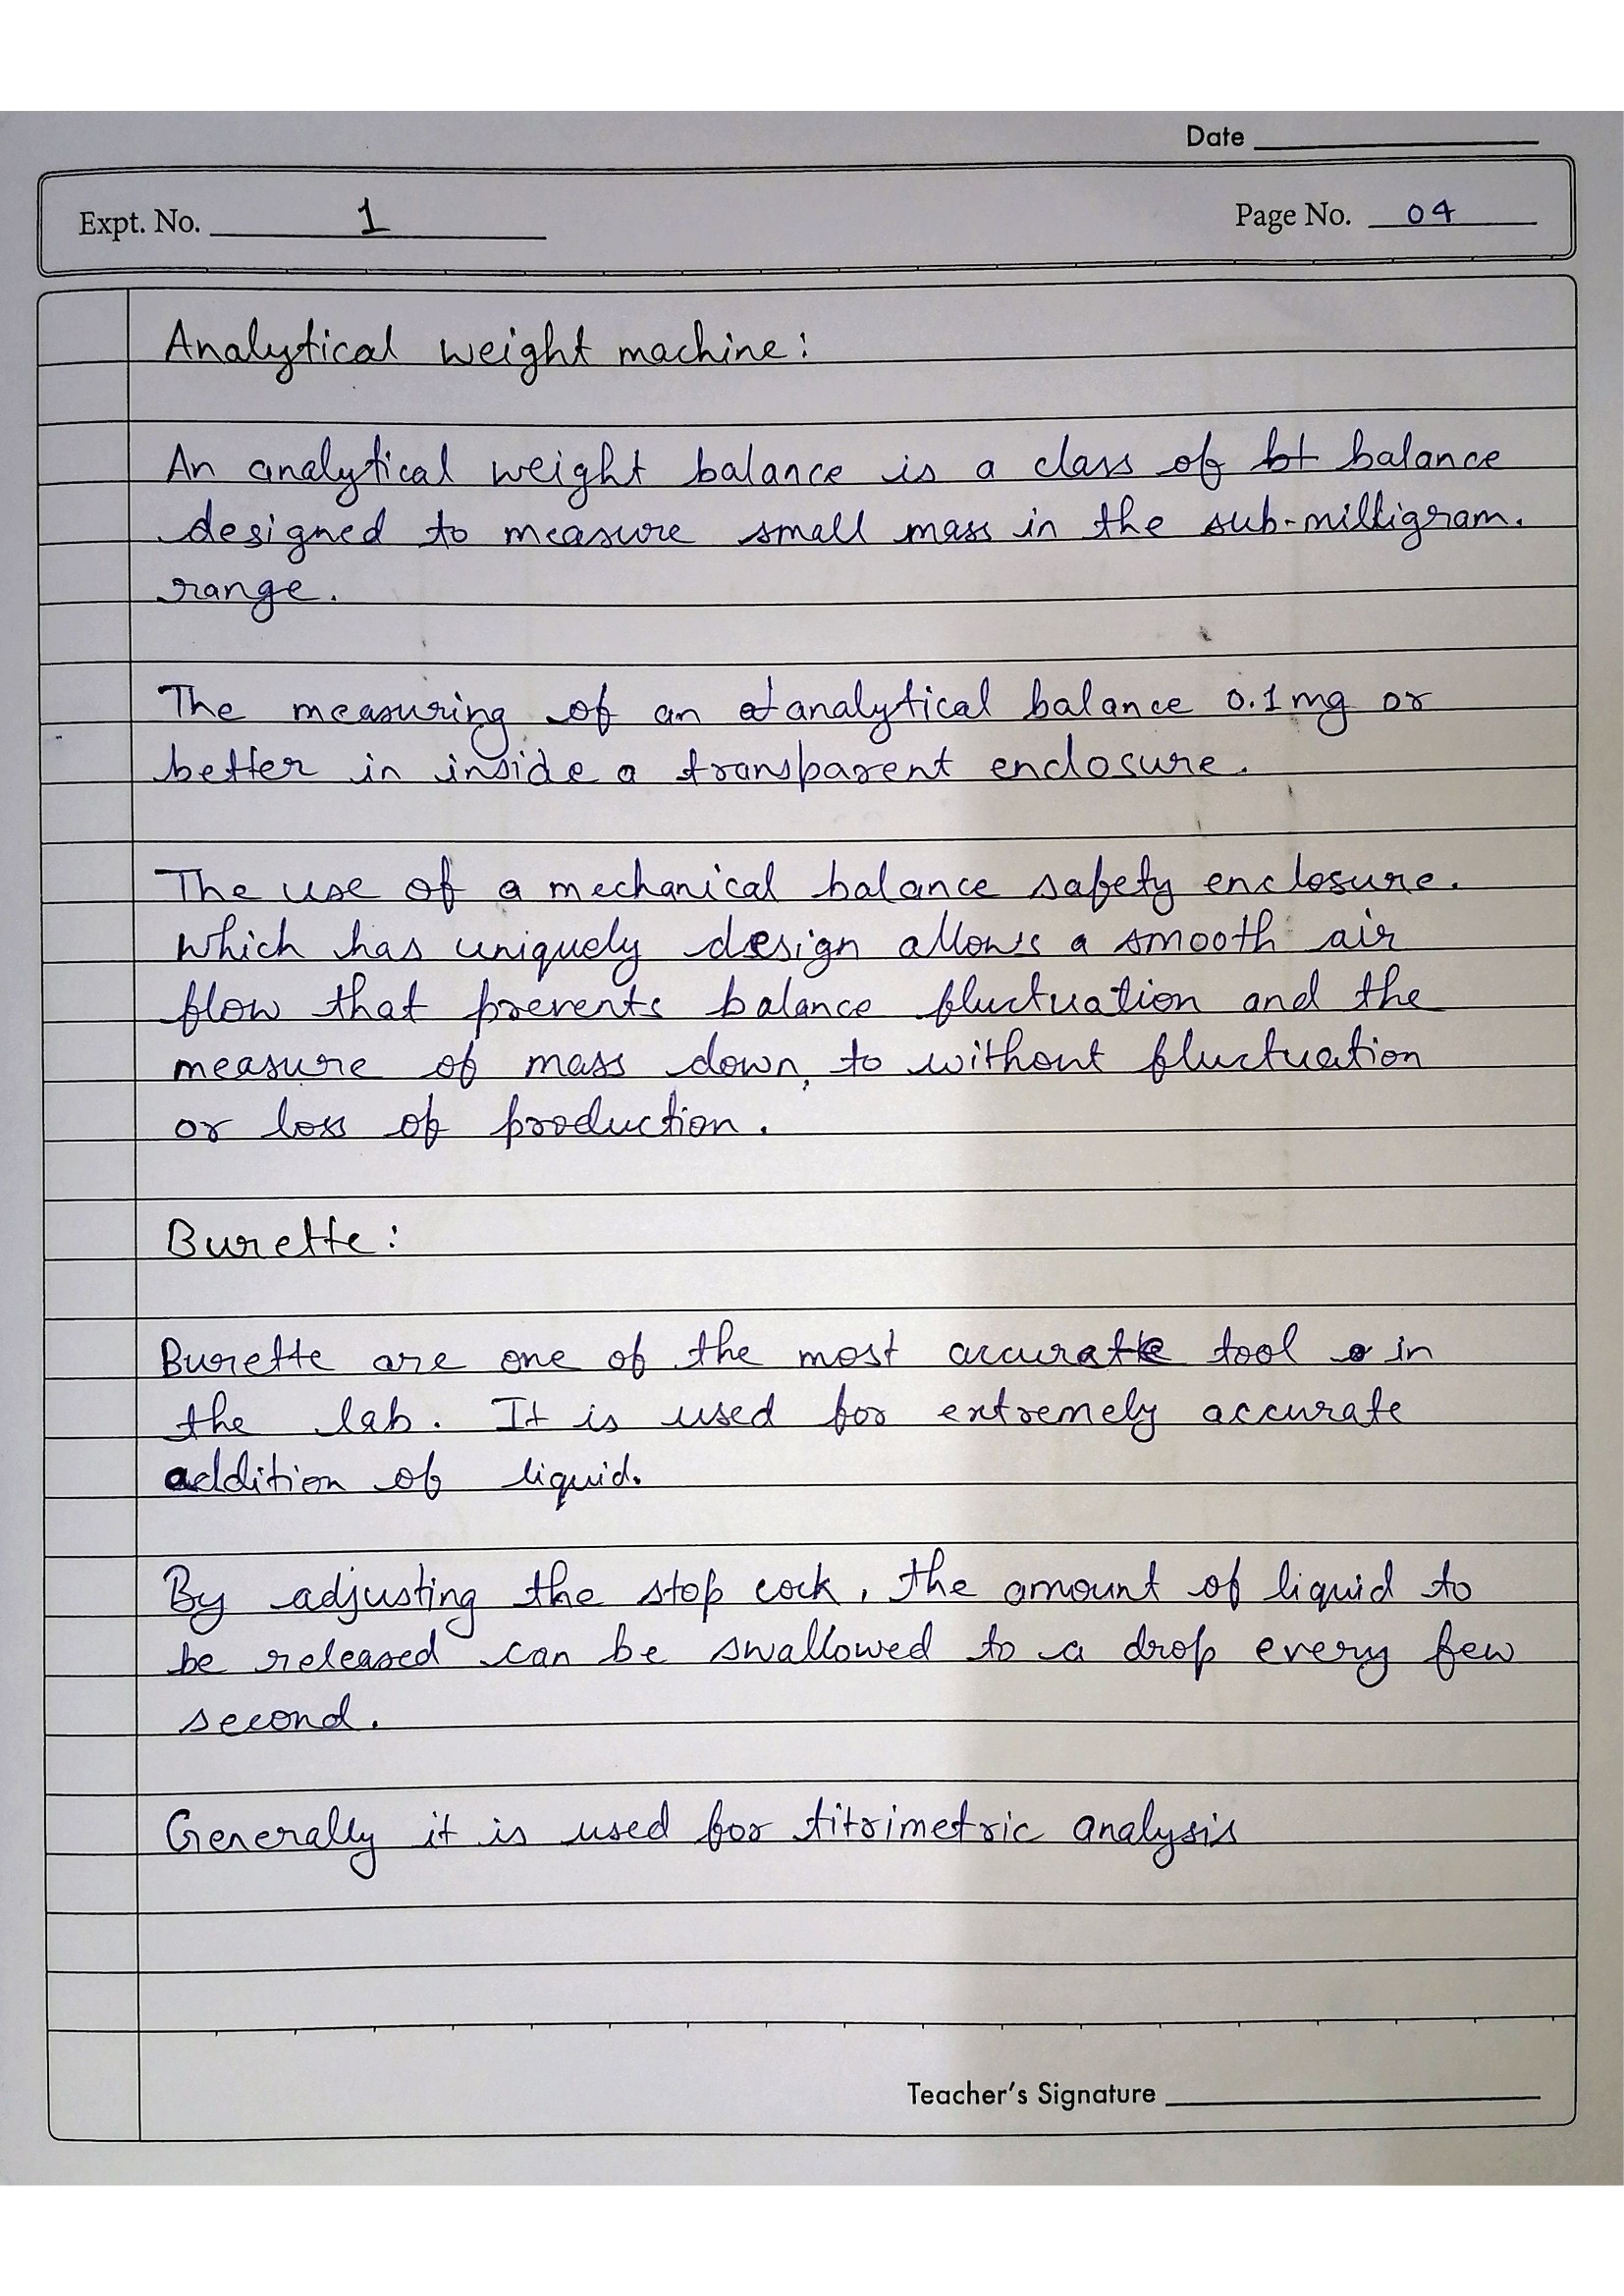 Date
Expt. No. 1
Page No. 04
Analytical weight machine:
An analytical weight balance is a class of bt balance
designed to measure small mass in the sub-milligram.
range.
The measuring of an at analytical balance 0.1mg or
better in inside a transparent enclosure.
The use of a mechanical balance safety enclosure.
which has uniquely design allows a smooth air
flow that prevents balance fluctuation and the
measure of mass down, to without fluctuation
or loss of production.
Burette:
Burette are one of the most accurate tool in
the lab. It is used for extremely accurate
addition of liquid.
By adjusting the stop cock, the amount of liquid to
be released can be swallowed to a drop every few
second.
Generally it is used for titrimetric analysis
Teacher's Signature